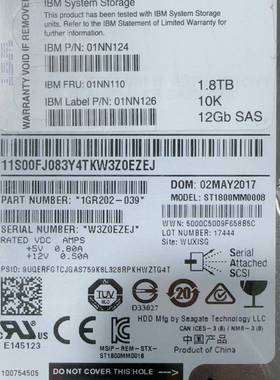 IBM System Storage
This product has been tested with IBM System Storage
units. Refer to IBM Statement of Limited Warranty for
further information.
WARRANTY VOID IF REMOVED
IBM P/N: 01NN124
IBM FRU: 01NN110
IBM Label P/N: 01NN126
1.8TB
10K
12Gb SAS
11S00FJ083Y4TKW3Z0EZEJ
DOM: 02MAY2017
PART NUMBER: "1GR202-039"
MODEL: ST1800MM0008
SERIAL NUMBER: "W3Z0EZEJ"
WWN: 5000C5009F658B5C
RATED VDC AMPS
+5V 0.80A
+12V 0.50A
Lot No: 17444
Site: WUXISG
PSID: 9UQERFGTCJGAS759K8L328RPKHWZTG4T
Serial
Attached
SCSI
D33027
HDD Mfg by Seagate Technology LLC
CAN ICES-3 (B) / NMB-3 (B)
中国产品
Product of China
E145123
MSIP-REM-STX-
ST1800MM0018
100754505
DO NOT COVER THIS HOLE